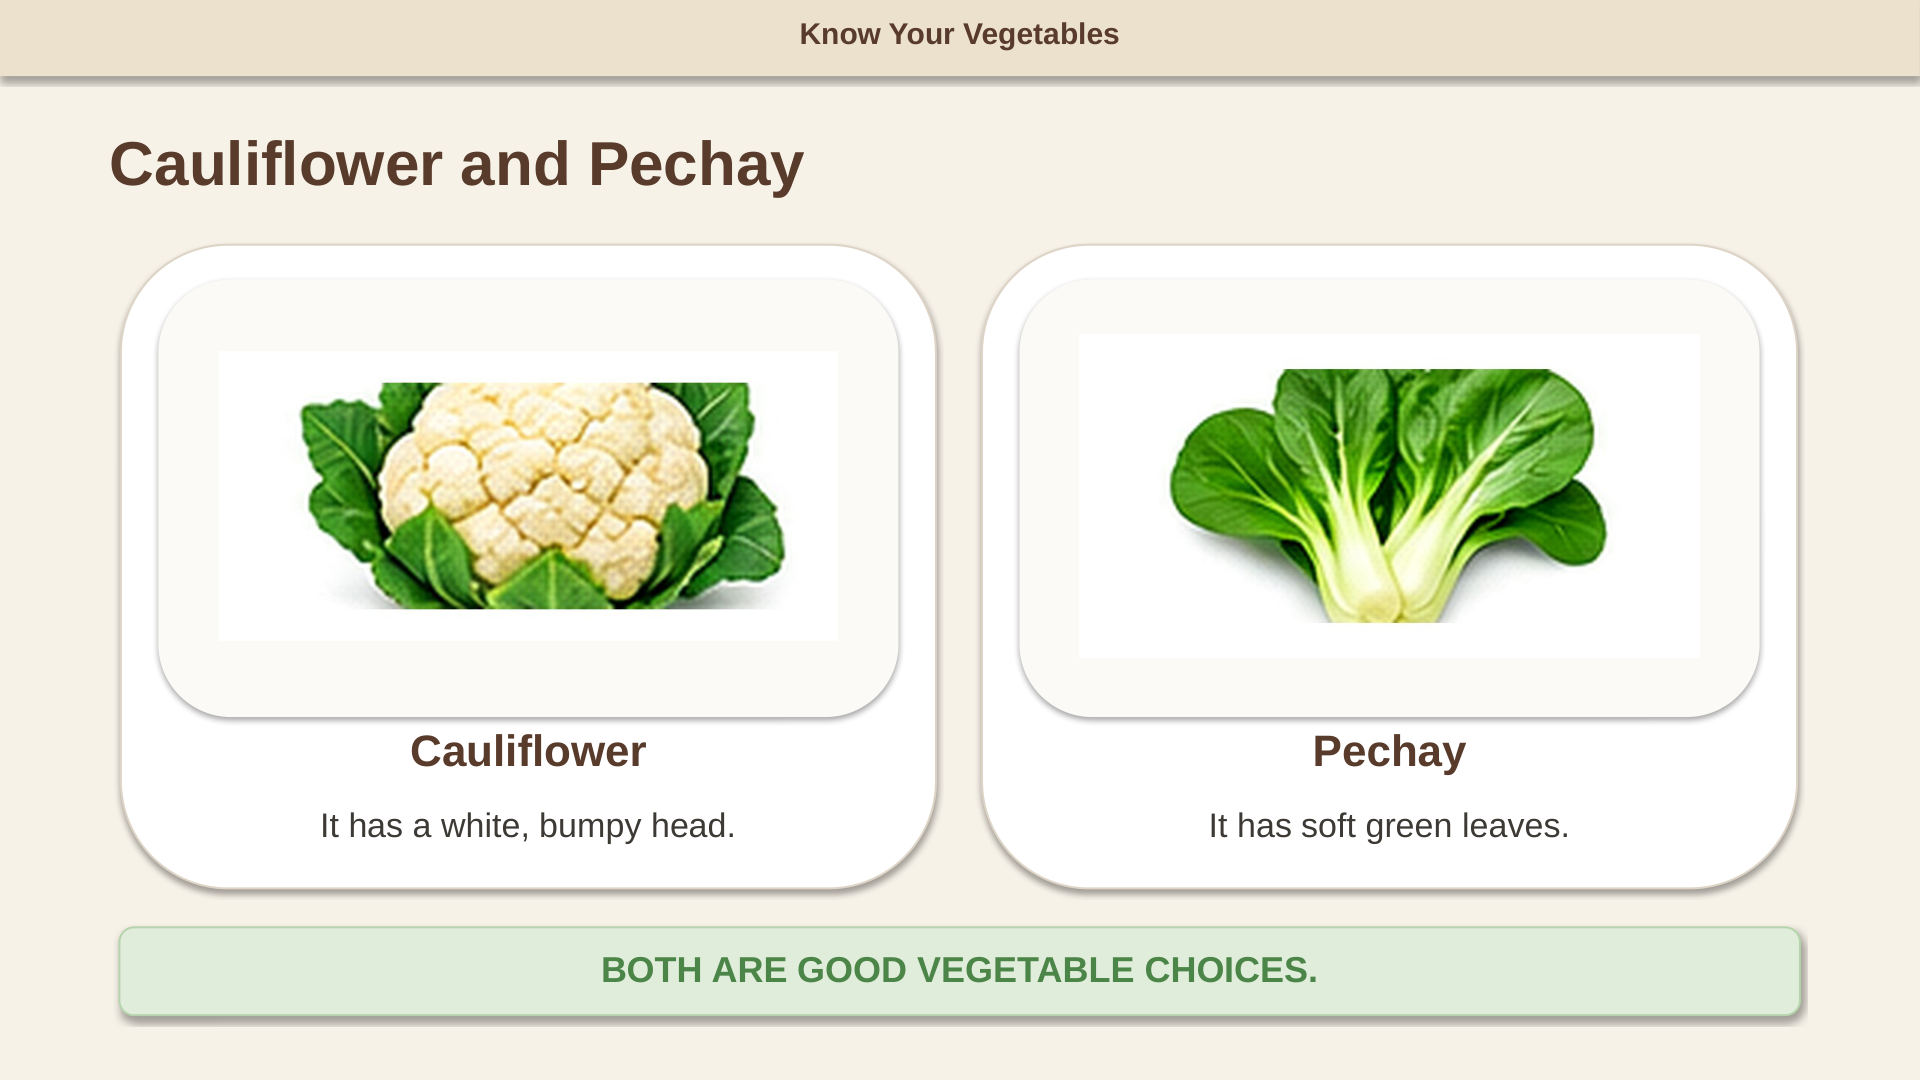 Know Your Vegetables
Cauliflower and Pechay
Cauliflower
It has a white, bumpy head.
Pechay
It has soft green leaves.
BOTH ARE GOOD VEGETABLE CHOICES.